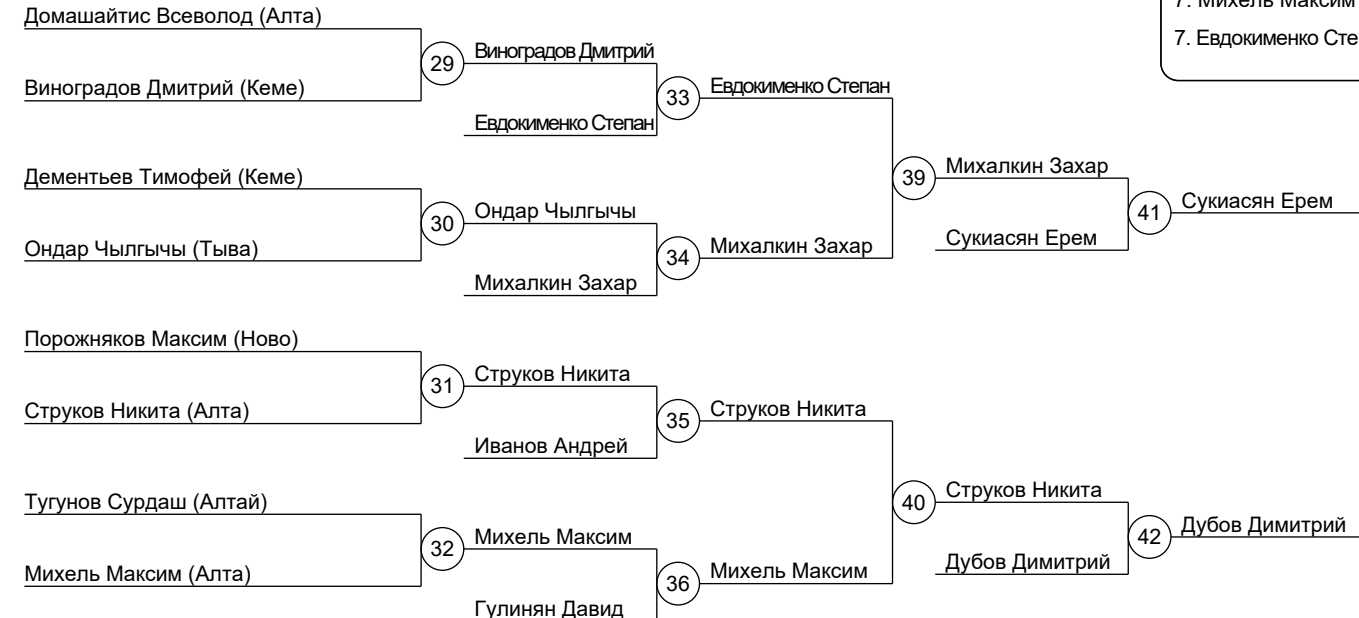 7. Михель Максим
7. Евдокименко Сте
Домашайтис Всеволод (Алта)
29
Виноградов Дмитрий
Виноградов Дмитрий (Кеме)
33
Евдокименко Степан
Евдокименко Степан
Дементьев Тимофей (Кеме)
39
Михалкин Захар
30
Ондар Чылгычы
41
Сукиасян Ерем
Ондар Чылгычы (Тыва)
34
Михалкин Захар
Сукиасян Ерем
Михалкин Захар
Порожняков Максим (Ново)
31
Струков Никита
Струков Никита (Алта)
35
Струков Никита
Иванов Андрей
Тугунов Сурдаш (Алтай)
40
Струков Никита
32
Михель Максим
42
Дубов Димитрий
Михель Максим (Алта)
36
Михель Максим
Дубов Димитрий
Гулинян Давид